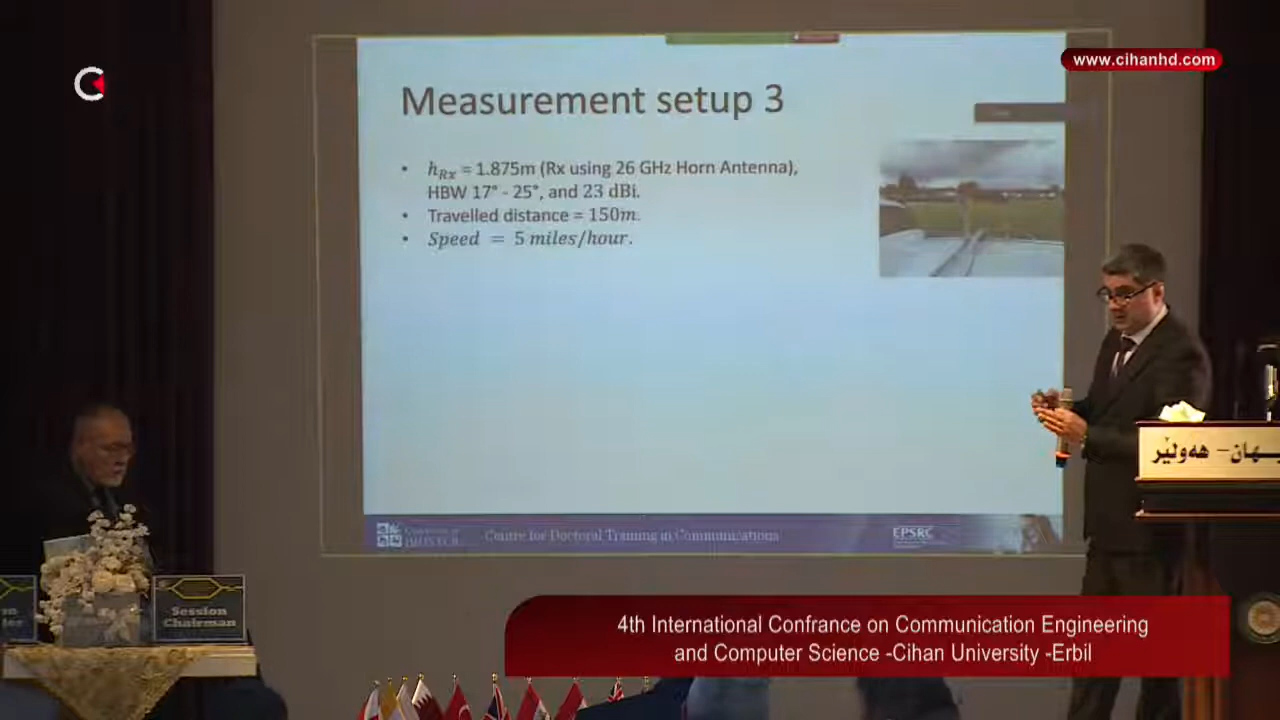 www.cihanhd.com
Measurement setup 3
• hRx = 1.875m (Rx using 26 GHz Horn Antenna),
HBW 17° - 25°, and 23 dBi.
• Travelled distance = 150m.
• Speed = 5 miles/hour.
Centre for Doctoral Training in Communications
EPSRC
هەولێر
Session
Chairman
4th International Confrance on Communication Engineering
and Computer Science -Cihan University -Erbil